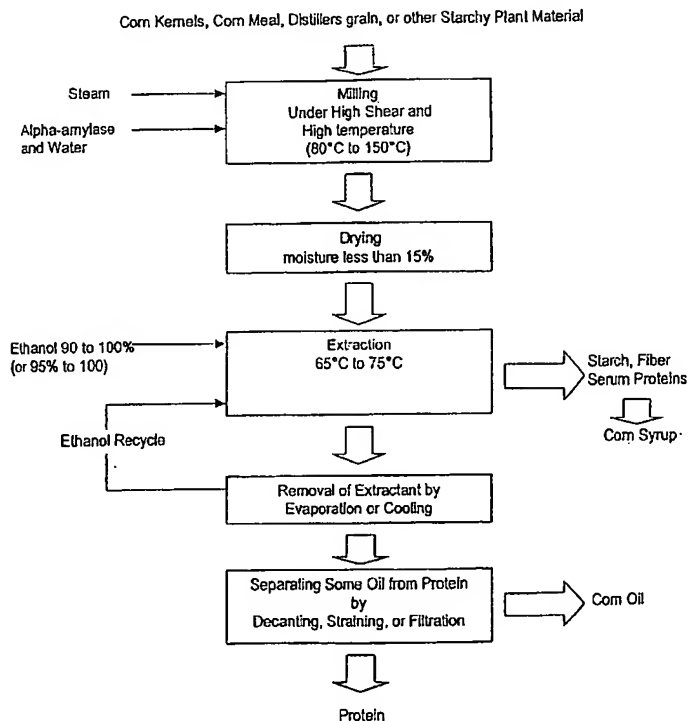 Corn Kernels, Corn Meal, Distillers grain, or other Starchy Plant Material
Steam
Alpha-amylase
and Water
Milling
Under High Shear and
High temperature
(80°C to 150°C)
Drying
moisture less than 15%
Ethanol 90 to 100%
(or 95% to 100)
Extraction
65°C to 75°C
Starch, Fiber
Serum Proteins
Corn Syrup
Ethanol Recycle
Removal of Extractant by
Evaporation or Cooling
Separating Some Oil from Protein
by
Decanting, Straining, or Filtration
Corn Oil
Protein